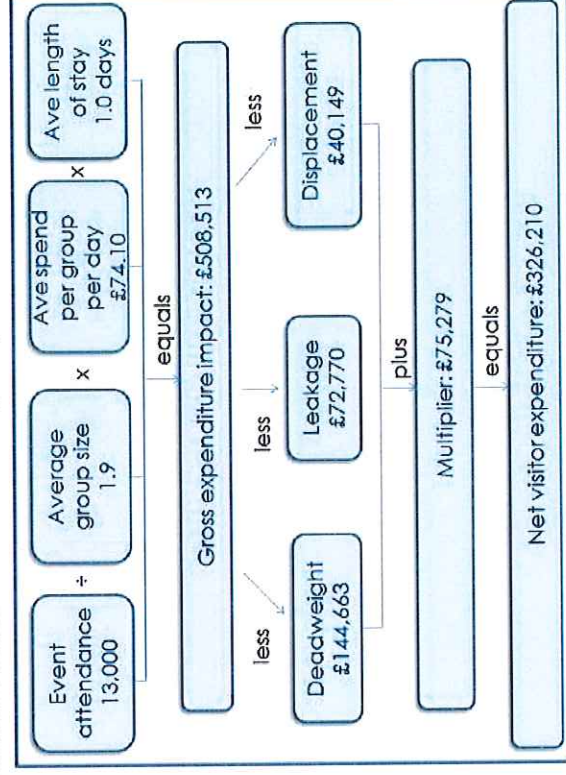 Event
attendance
13,000
÷
Average
group size
1.9
x
Ave spend
per group
per day
£74.10
x
Ave length
of stay
1.0 days
equals
Gross expenditure impact: £508,513
less
less
less
Deadweight
£144,663
Leakage
£72,770
Displacement
£40,149
plus
Multiplier: £75,279
equals
Net visitor expenditure: £326,210